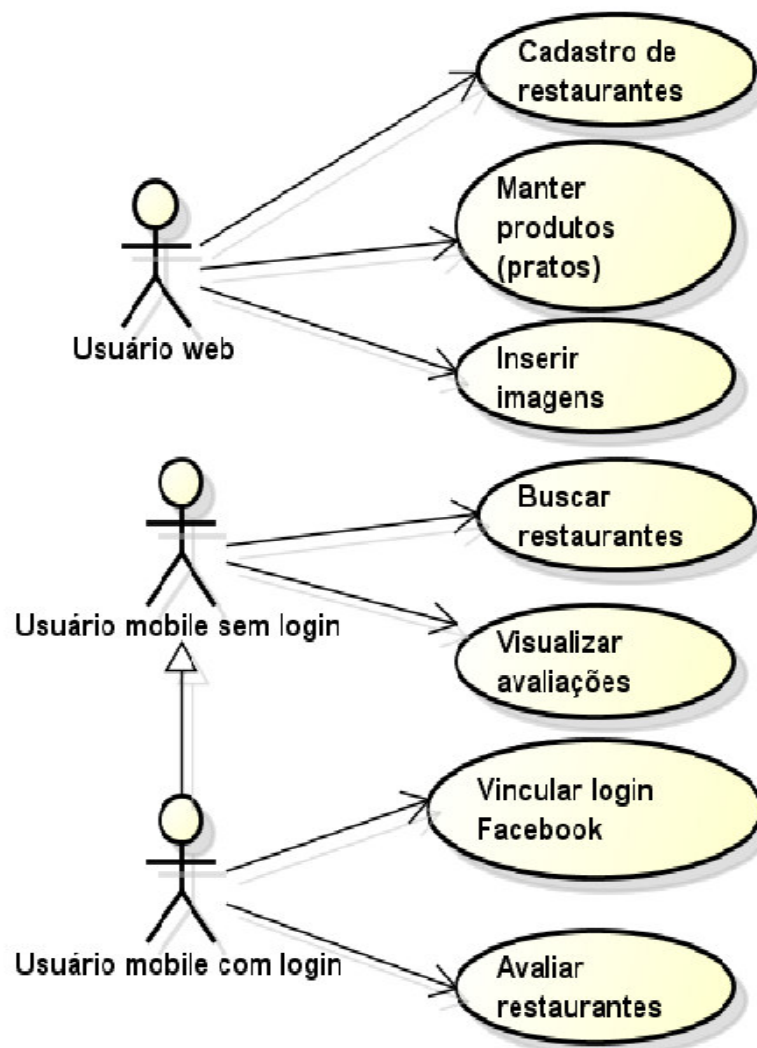 Cadastro de
restaurantes
Manter
produtos
(pratos)
Usuário web
Inserir
imagens
Buscar
restaurantes
Usuário mobile sem login
Visualizar
avaliações
Vincular login
Facebook
Usuário mobile com login
Avaliar
restaurantes